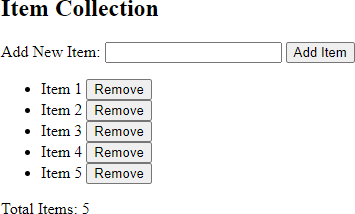 Item Collection
Add New Item: Add Item
Item 1 Remove
Item 2 Remove
Item 3 Remove
Item 4 Remove
Item 5 Remove
Total Items: 5